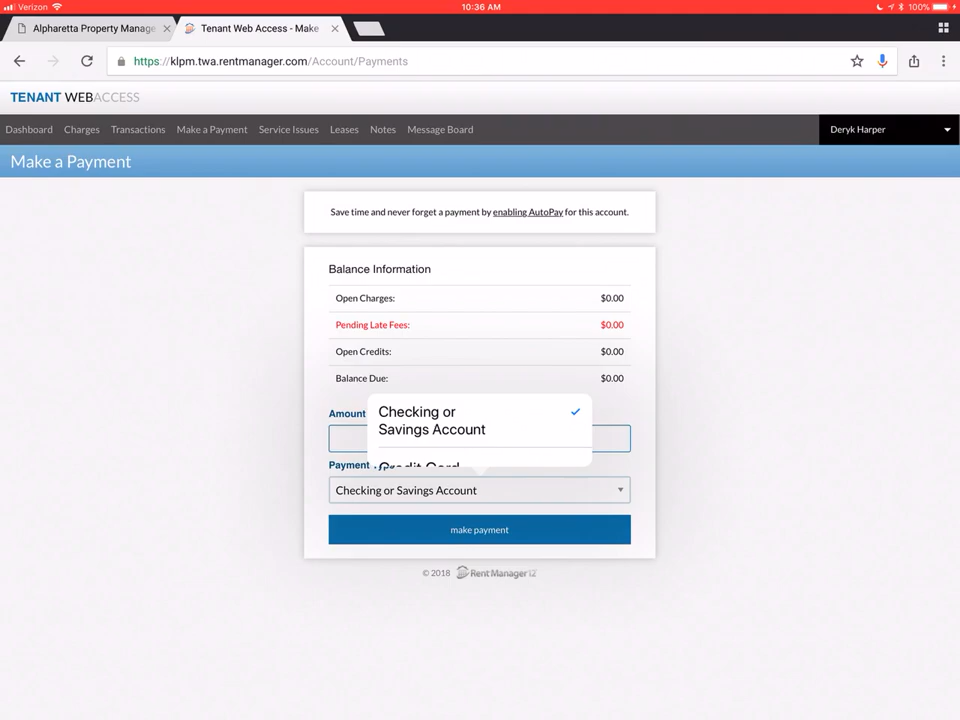 Verizon 10:36 AM 100%
Alpharetta Property Manage Tenant Web Access - Make
https://klpm.twa.rentmanager.com/Account/Payments
TENANT WEBACCESS
Dashboard Charges Transactions Make a Payment Service Issues Leases Notes Message Board Deryk Harper
Make a Payment
Save time and never forget a payment by enabling AutoPay for this account.
Balance Information
Open Charges: $0.00
Pending Late Fees: $0.00
Open Credits: $0.00
Balance Due: $0.00
Amount
Checking or
Savings Account
Credit Card
Payment
Checking or Savings Account
make payment
© 2018 Rent Manager 12